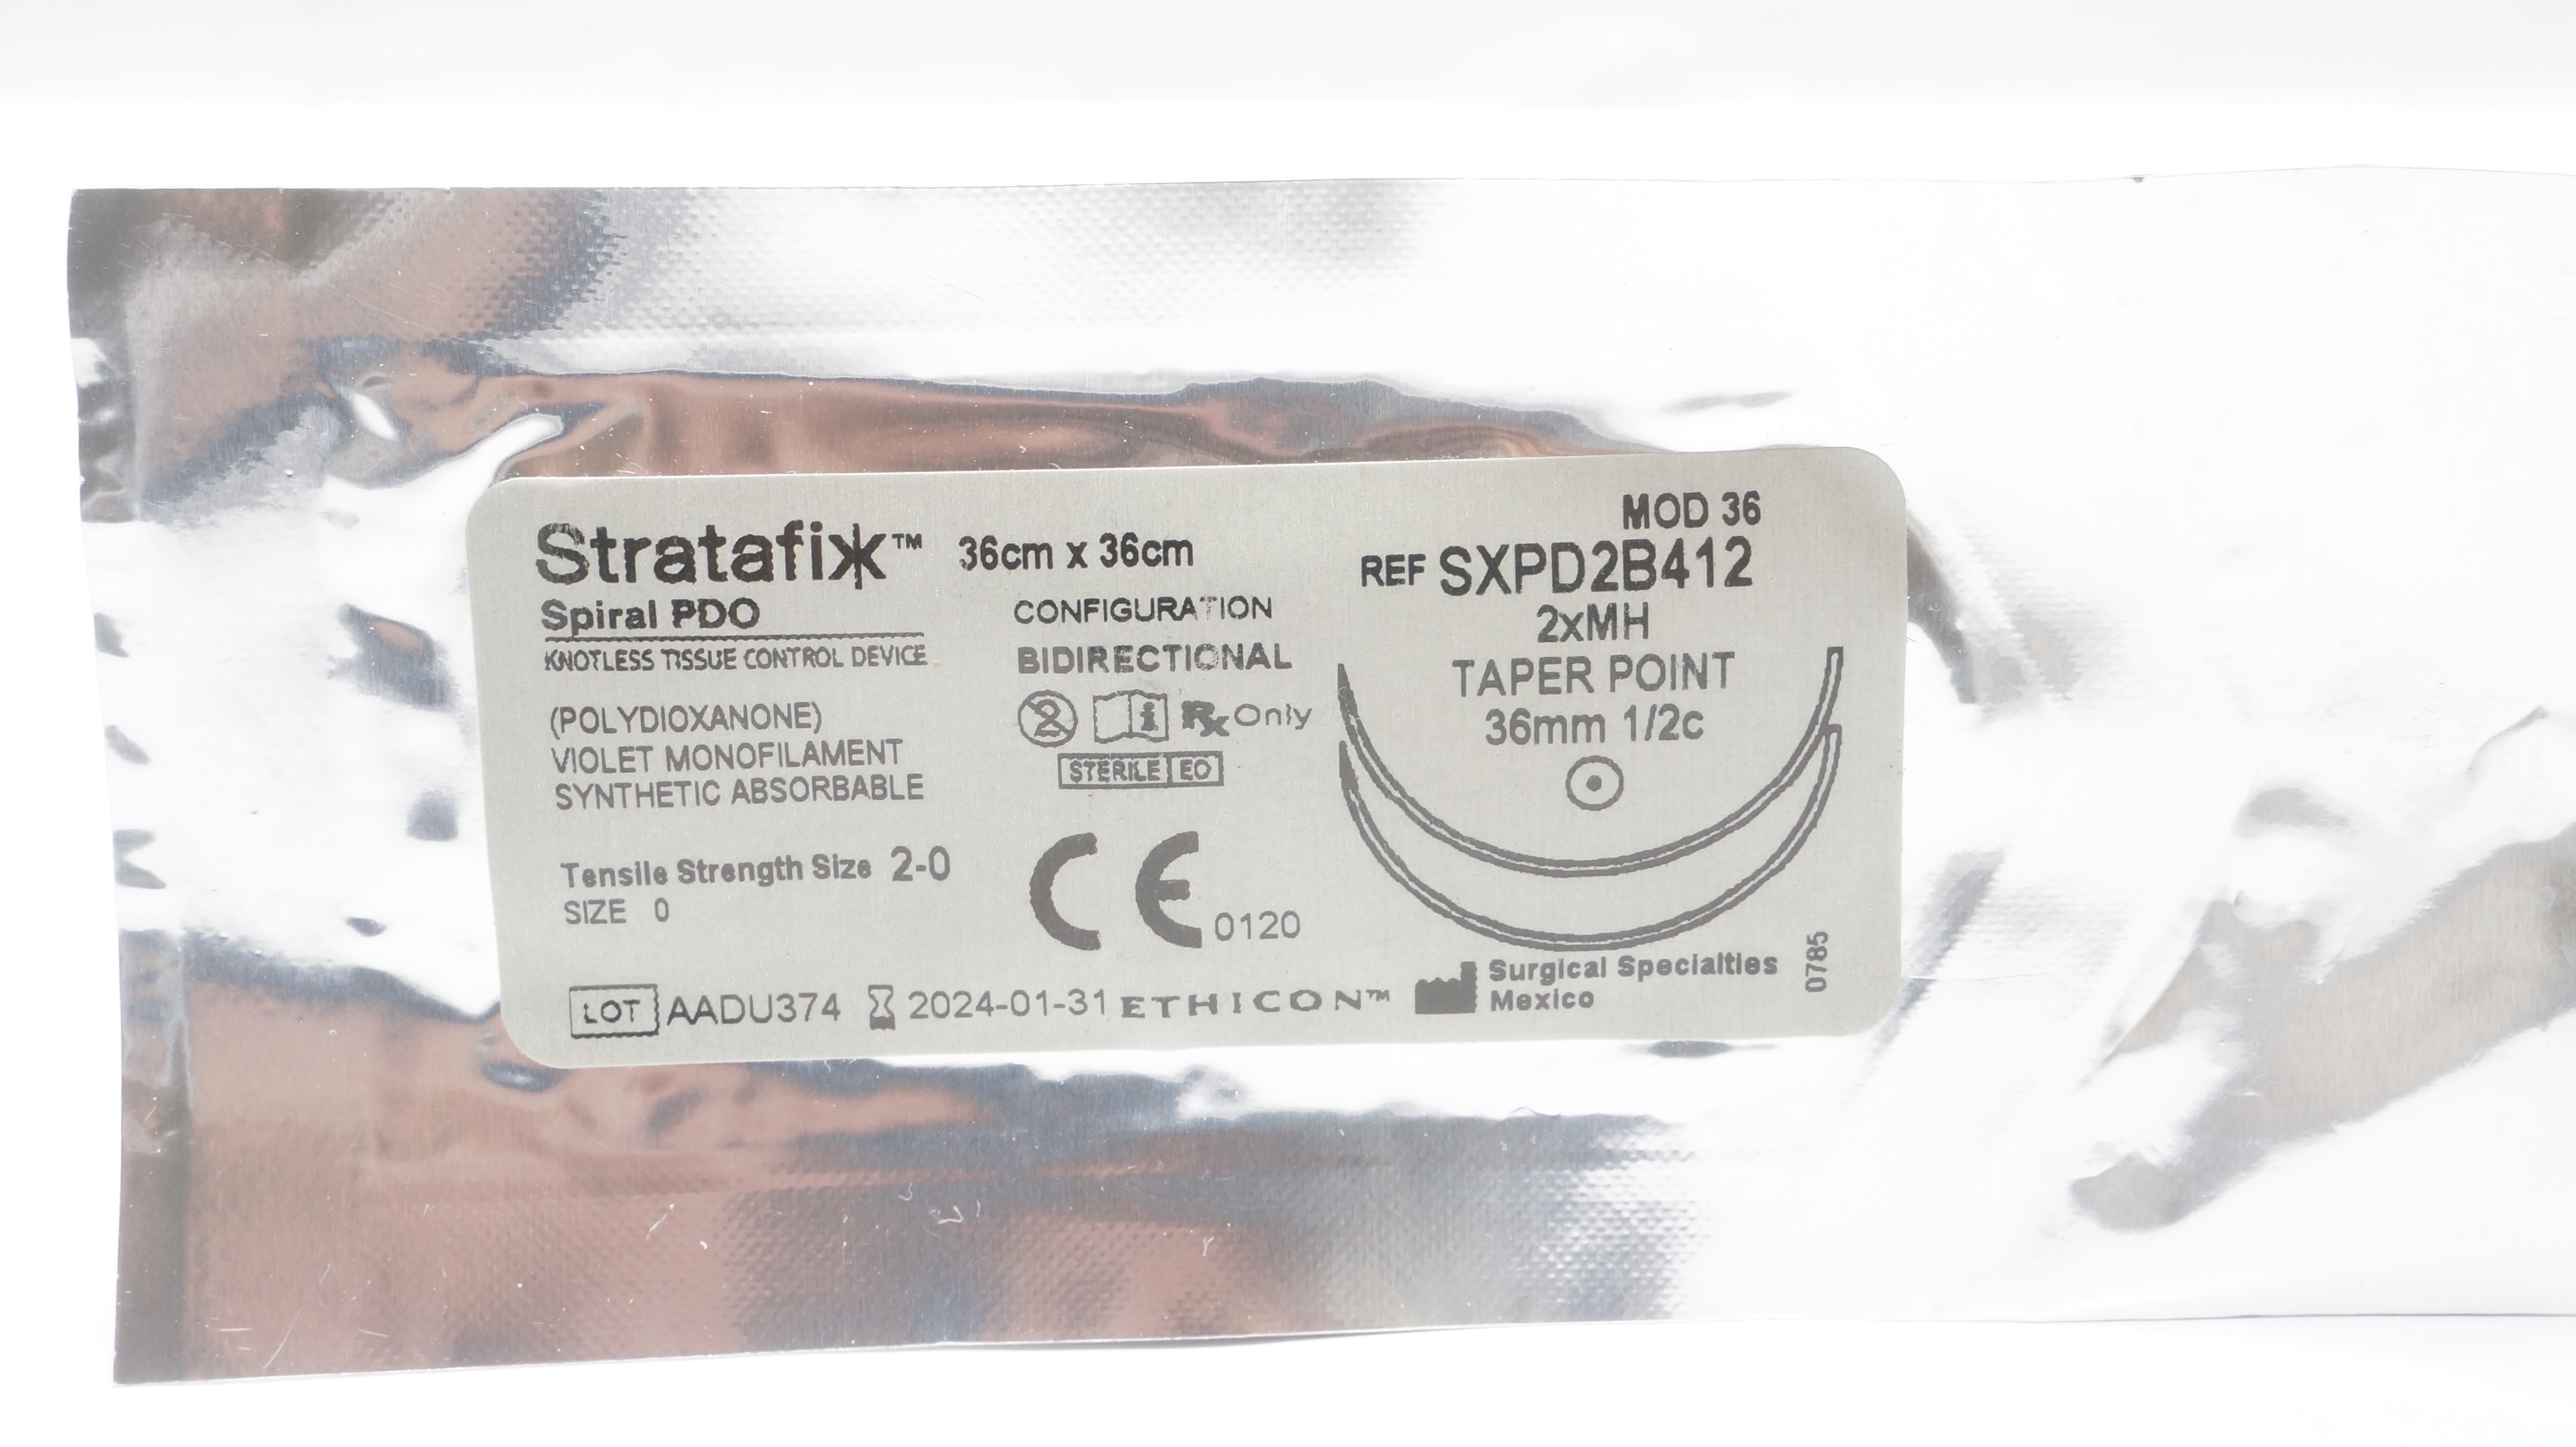 Stratafix™ 36cm x 36cm
Spiral PDO
KNOTLESS TISSUE CONTROL DEVICE
(POLYDIOXANONE)
VIOLET MONOFILAMENT
SYNTHETIC ABSORBABLE
Tensile Strength Size 2-0
SIZE 0
CONFIGURATION
BIDIRECTIONAL
2 i Rx Only
STERILE EO
CE 0120
MOD 36
REF SXPD2B412
2xMH
TAPER POINT
36mm 1/2c
LOT AADU374 2024-01-31 ETHICON™
Surgical Specialties
Mexico
0785